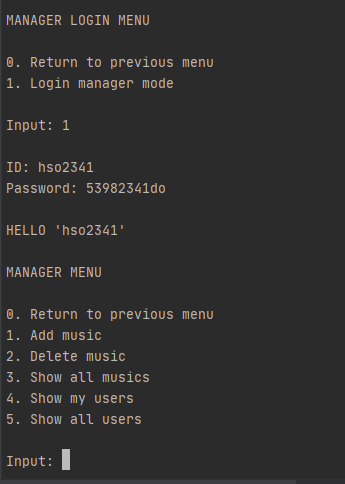 MANAGER LOGIN MENU
0. Return to previous menu
1. Login manager mode
Input: 1
ID: hso2341
Password: 53982341do
HELLO 'hso2341'
MANAGER MENU
0. Return to previous menu
1. Add music
2. Delete music
3. Show all musics
4. Show my users
5. Show all users
Input: